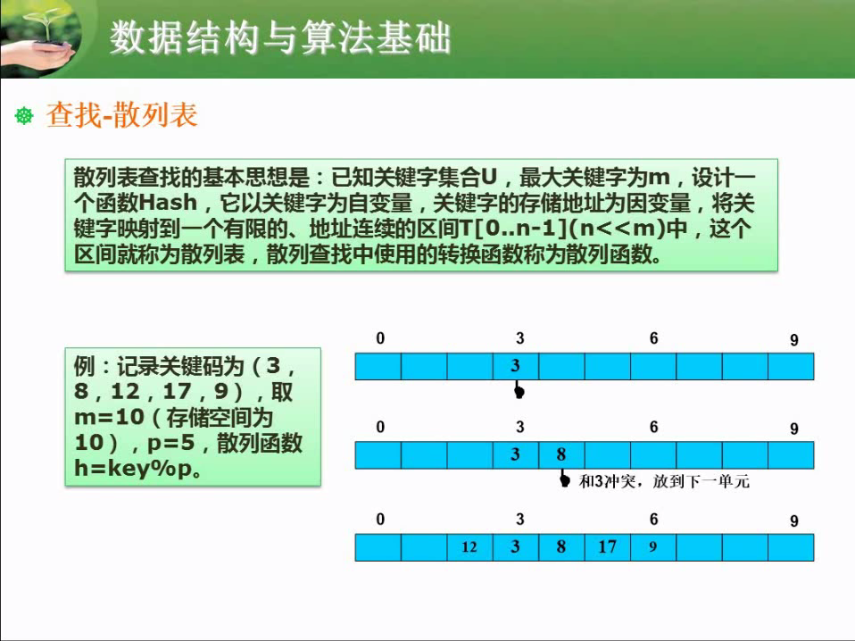 数据结构与算法基础
查找-散列表
散列表查找的基本思想是：已知关键字集合U，最大关键字为m，设计一
个函数Hash，它以关键字为自变量，关键字的存储地址为因变量，将关
键字映射到一个有限的、地址连续的区间T[0..n-1](n<<m)中，这个
区间就称为散列表，散列查找中使用的转换函数称为散列函数。
例：记录关键码为（3，
8，12，17，9），取
m=10（存储空间为
10），p=5，散列函数
h=key%p。
0 3 6 9
3
0 3 6 9
3 8
和3冲突，放到下一单元
0 3 6 9
12 3 8 17 9